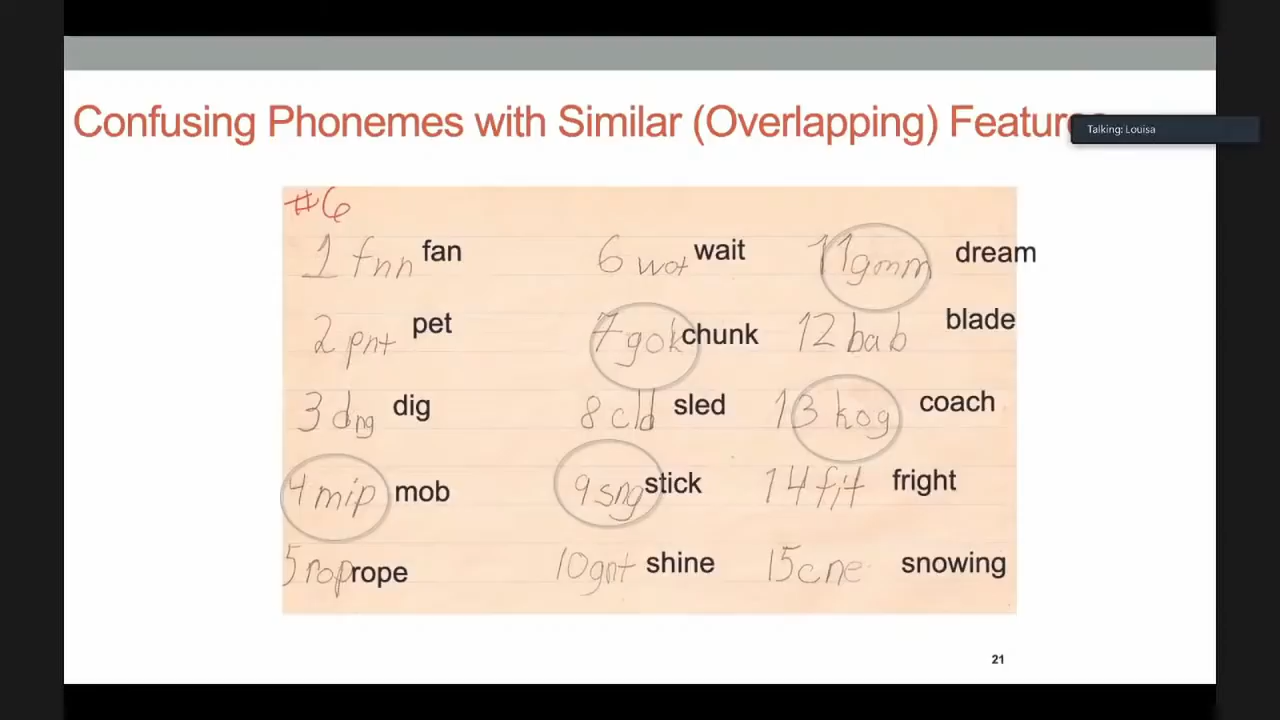 Confusing Phonemes with Similar (Overlapping) Features
Talking: Louisa
#6
1 fnn fan
6 wot wait
11 gmm dream
2 pnt pet
7 gok chunk
12 bab blade
3 dng dig
8 cld sled
13 kog coach
4 mip mob
9 sng stick
14 fit fright
5 rop rope
10 gnt shine
15 cne snowing
21